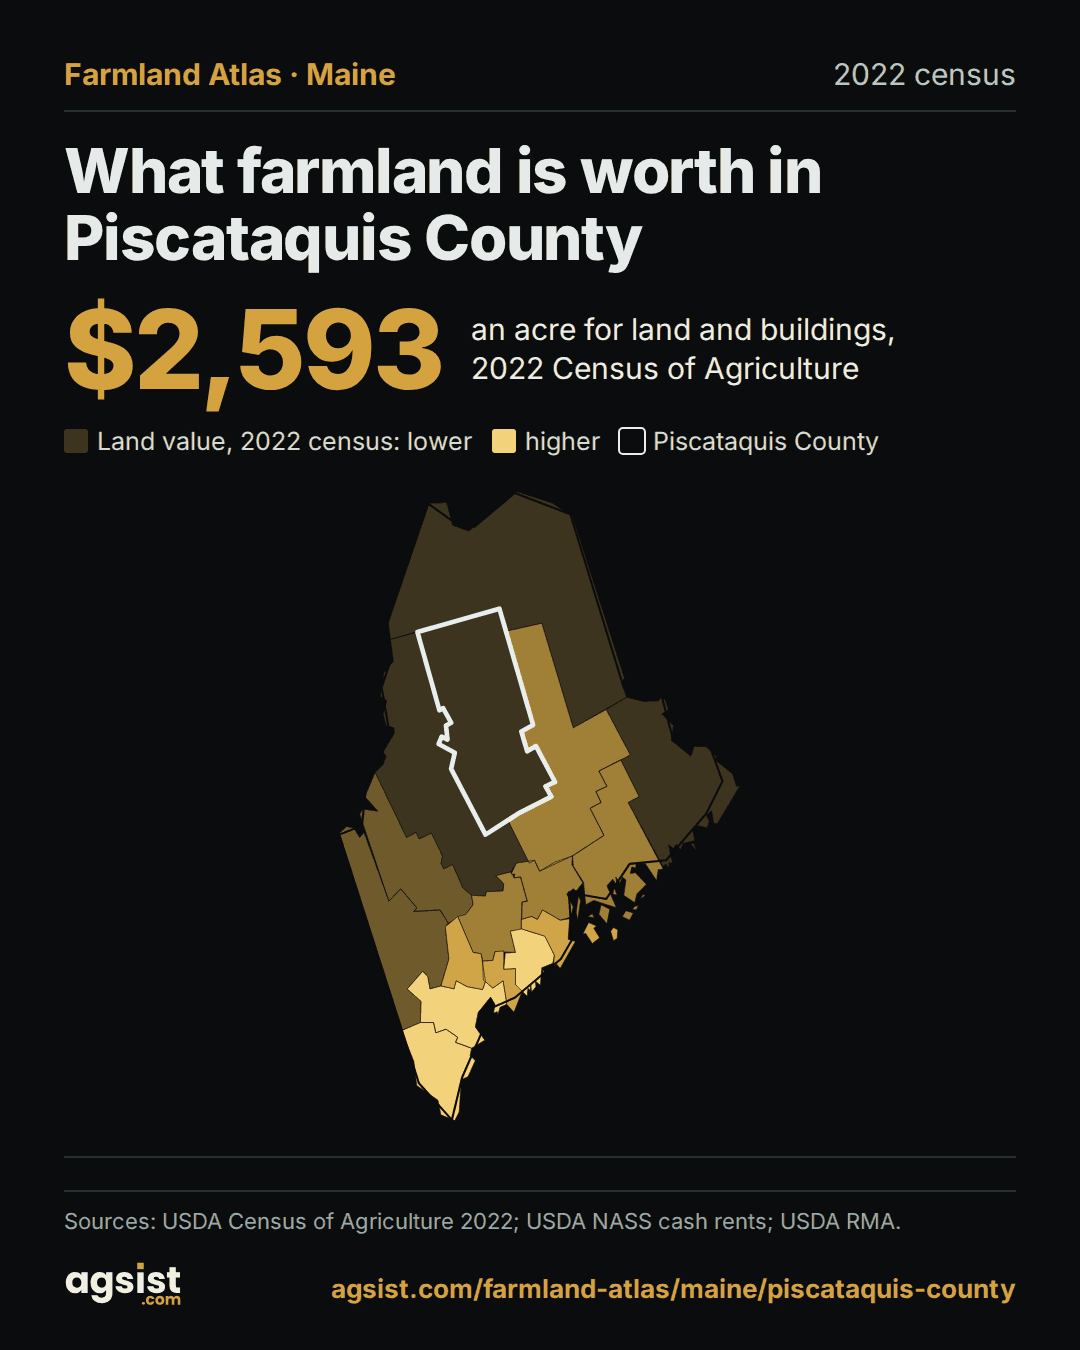 Farmland Atlas · Maine
2022 census
What farmland is worth in
Piscataquis County
$2,593
an acre for land and buildings,
2022 Census of Agriculture
Land value, 2022 census: lower
higher
Piscataquis County
Sources: USDA Census of Agriculture 2022; USDA NASS cash rents; USDA RMA.
agsist
.com
agsist.com/farmland-atlas/maine/piscataquis-county